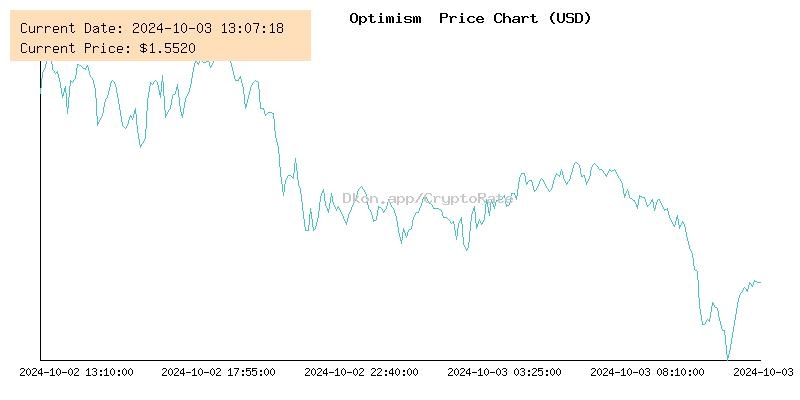 Optimism Price Chart (USD)
Current Date: 2024-10-03 13:07:18
Current Price: $1.5520
Dkon.app/CryptoRate
2024-10-02 13:10:00 2024-10-02 17:55:00 2024-10-02 22:40:00 2024-10-03 03:25:00 2024-10-03 08:10:00 2024-10-03